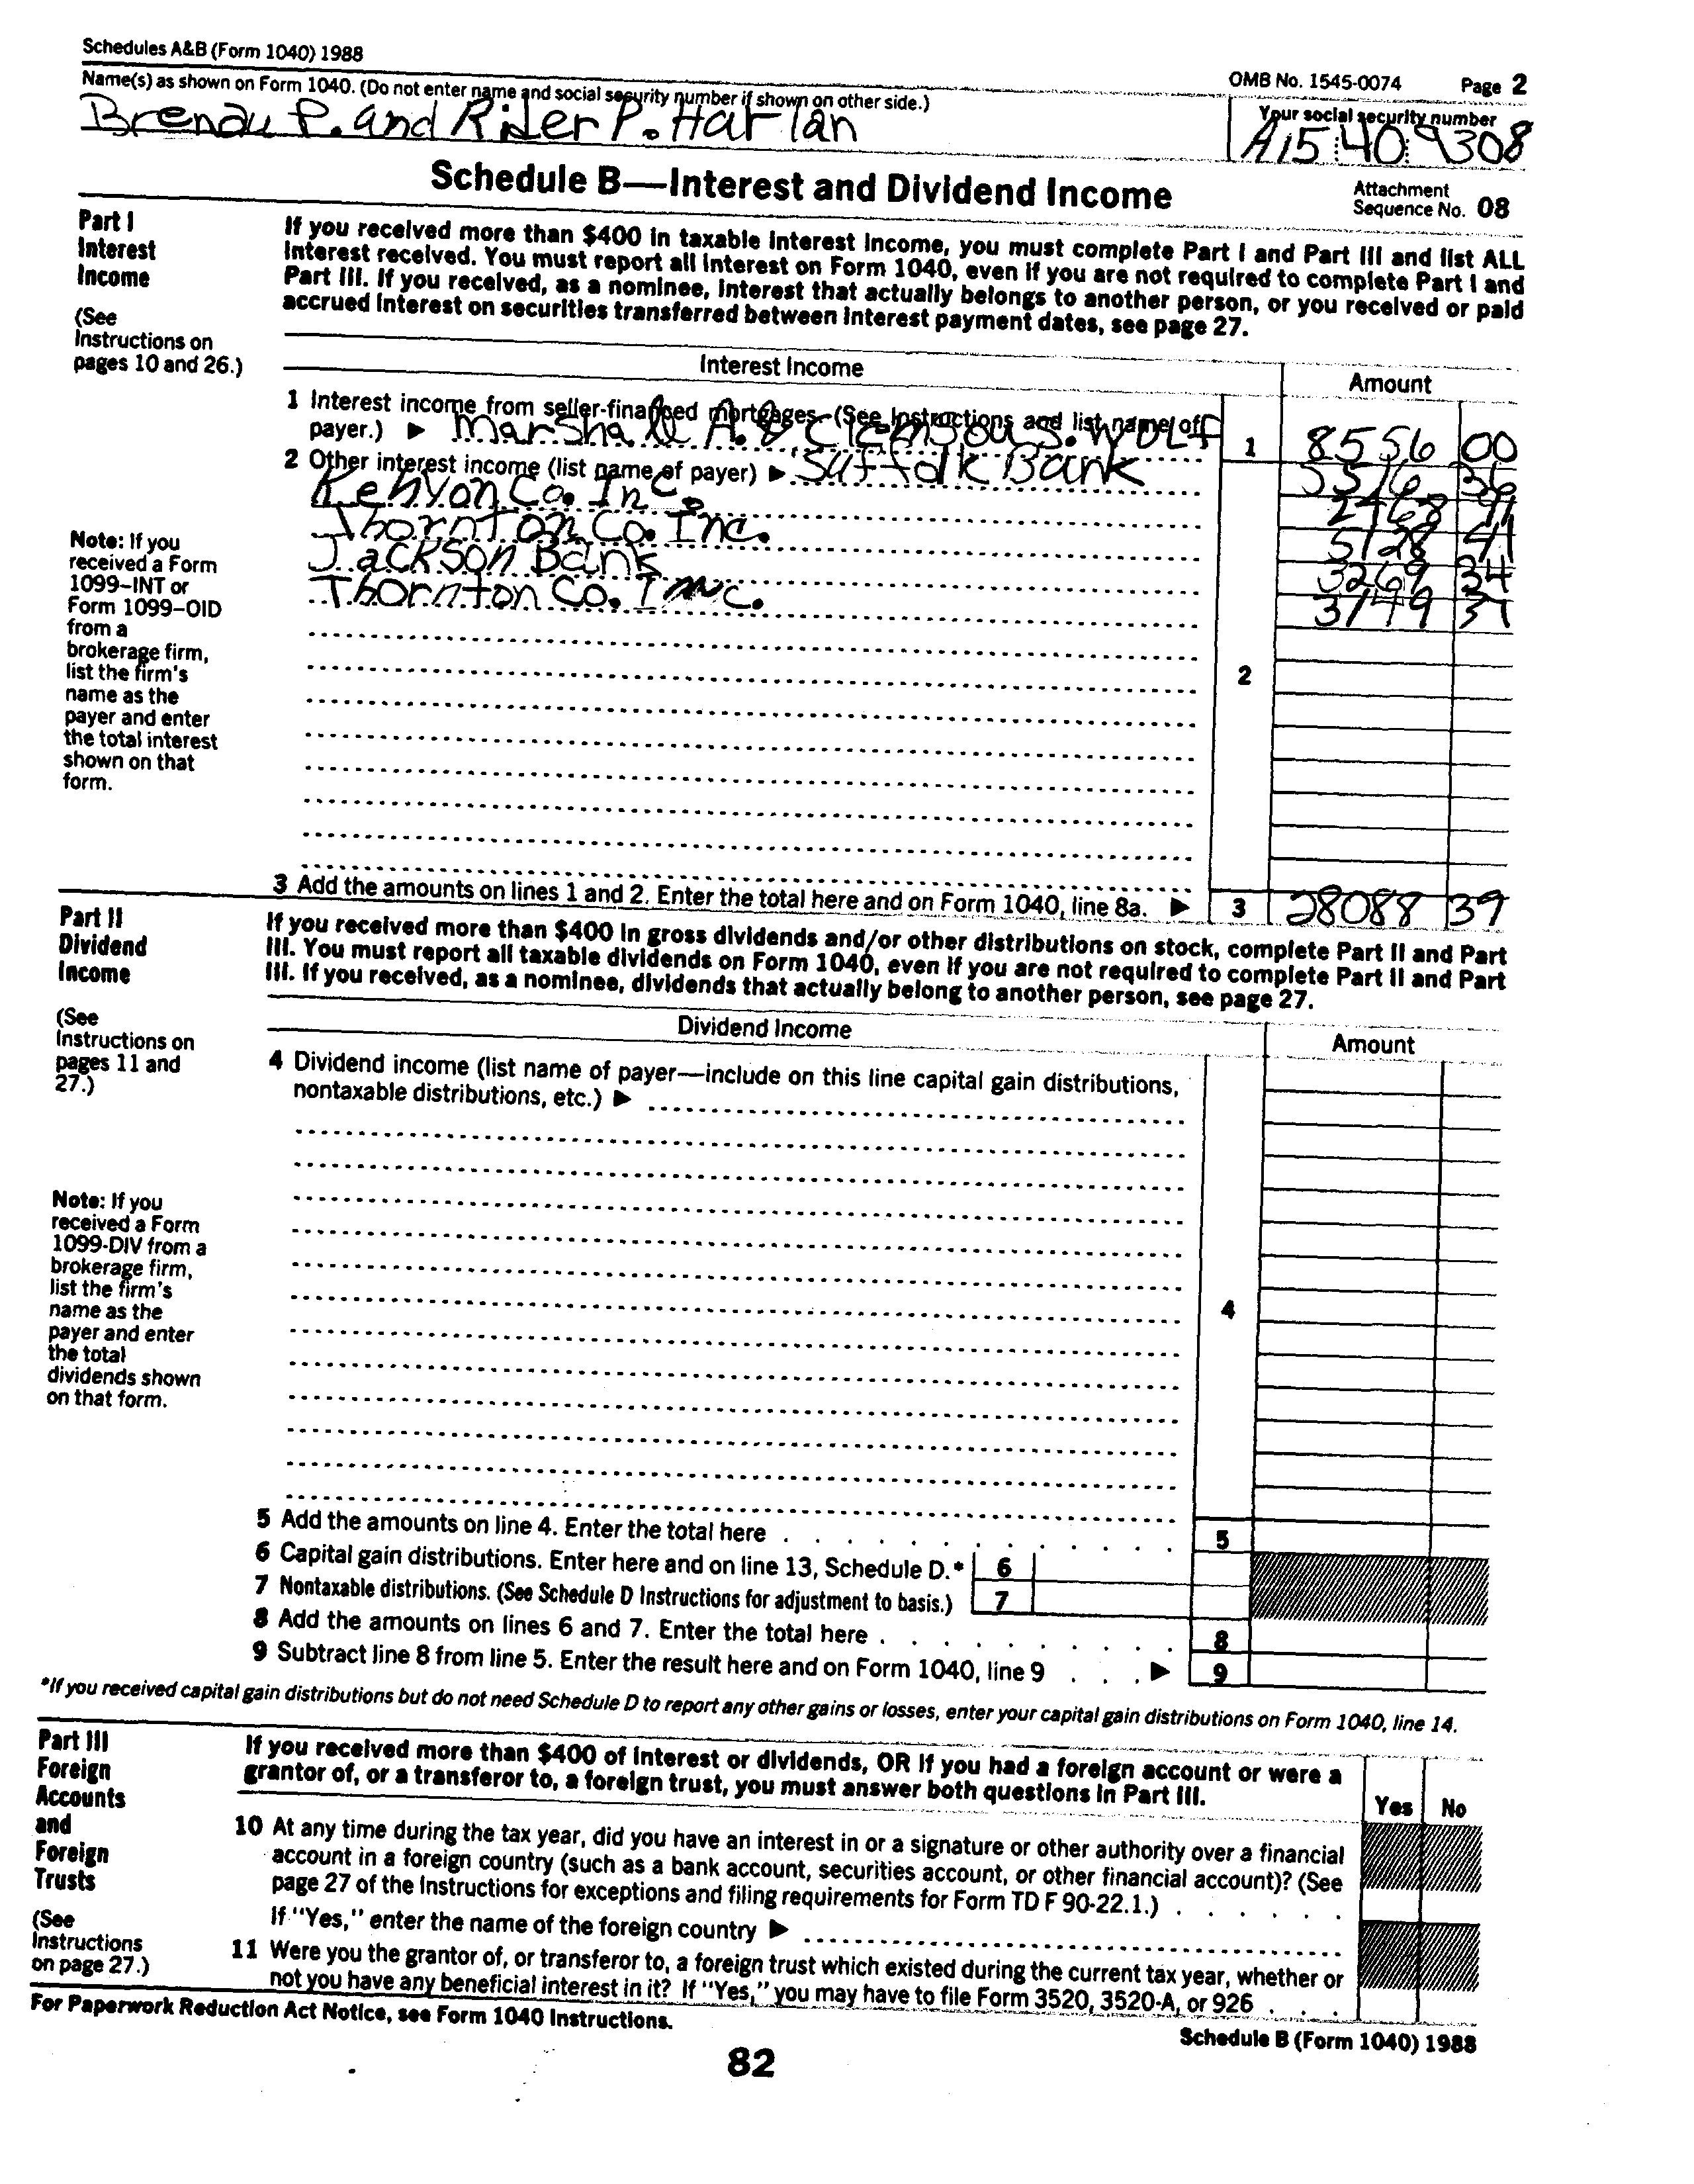 Schedules A&B (Form 1040) 1988
OMB No. 1545-0074 Page 2
Name(s) as shown on Form 1040. (Do not enter name and social security number if shown on other side.)
Your social security number
P. and Rider P. Harlan
A15 40 9308
Schedule B—Interest and Dividend Income
Attachment
Sequence No. 08
Part I
Interest
Income
(See
Instructions on
pages 10 and 26.)
If you received more than $400 in taxable interest income, you must complete Part I and Part III and list ALL
interest received. You must report all interest on Form 1040, even if you are not required to complete Part I and
Part III. If you received, as a nominee, interest that actually belongs to another person, or you received or paid
accrued interest on securities transferred between interest payment dates, see page 27.
Interest Income Amount
1 Interest income from seller-financed mortgages (See Instructions and list name of
payer.) ▶ Marsha A. & S. Wolf 1 8556 00
2 Other interest income (list name of payer) ▶ Suffolk Bank 5516 36
Kenyon Co. Inc. 2468 91
Thornton Co. Inc. 5128 41
Jackson Bank 3269 34
Thornton Co. Inc. 3149 37
2
Note: If you
received a Form
1099–INT or
Form 1099–OID
from a
brokerage firm,
list the firm's
name as the
payer and enter
the total interest
shown on that
form.
3 Add the amounts on lines 1 and 2. Enter the total here and on Form 1040, line 8a. ▶ 3 28088 39
Part II
Dividend
Income
(See
Instructions on
pages 11 and
27.)
If you received more than $400 in gross dividends and/or other distributions on stock, complete Part II and Part
III. You must report all taxable dividends on Form 1040, even if you are not required to complete Part II and Part
III. If you received, as a nominee, dividends that actually belong to another person, see page 27.
Dividend Income Amount
4 Dividend income (list name of payer—include on this line capital gain distributions,
nontaxable distributions, etc.) ▶
4
Note: If you
received a Form
1099-DIV from a
brokerage firm,
list the firm's
name as the
payer and enter
the total
dividends shown
on that form.
5 Add the amounts on line 4. Enter the total here 5
6 Capital gain distributions. Enter here and on line 13, Schedule D.* 6
7 Nontaxable distributions. (See Schedule D Instructions for adjustment to basis.) 7
8 Add the amounts on lines 6 and 7. Enter the total here 8
9 Subtract line 8 from line 5. Enter the result here and on Form 1040, line 9 ▶ 9
*If you received capital gain distributions but do not need Schedule D to report any other gains or losses, enter your capital gain distributions on Form 1040, line 14.
Part III
Foreign
Accounts
and
Foreign
Trusts
(See
Instructions
on page 27.)
If you received more than $400 of interest or dividends, OR if you had a foreign account or were a
grantor of, or a transferor to, a foreign trust, you must answer both questions in Part III.
Yes No
10 At any time during the tax year, did you have an interest in or a signature or other authority over a financial
account in a foreign country (such as a bank account, securities account, or other financial account)? (See
page 27 of the Instructions for exceptions and filing requirements for Form TD F 90-22.1.)
If "Yes," enter the name of the foreign country ▶
11 Were you the grantor of, or transferor to, a foreign trust which existed during the current tax year, whether or
not you have any beneficial interest in it? If "Yes," you may have to file Form 3520, 3520-A, or 926
For Paperwork Reduction Act Notice, see Form 1040 Instructions.
Schedule B (Form 1040) 1988
82